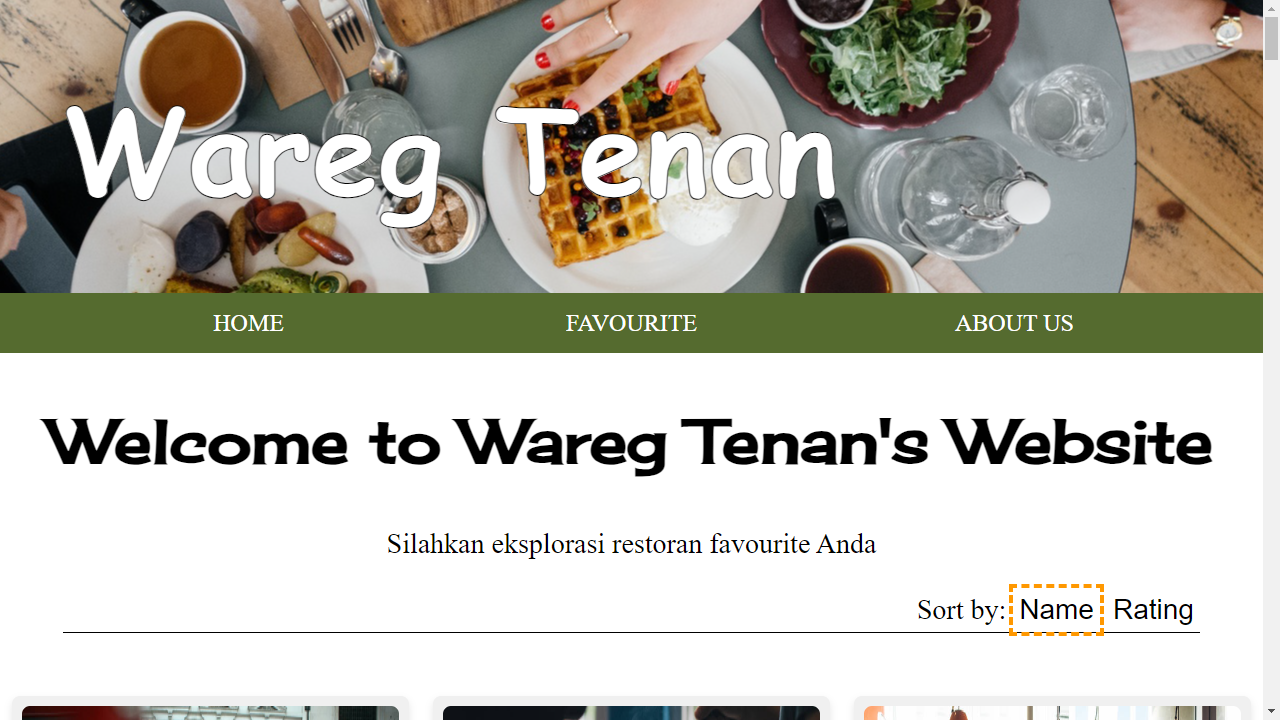 Wareg Tenan
HOME FAVOURITE ABOUT US
Welcome to Wareg Tenan's Website
Silahkan eksplorasi restoran favourite Anda
Sort by: Name Rating